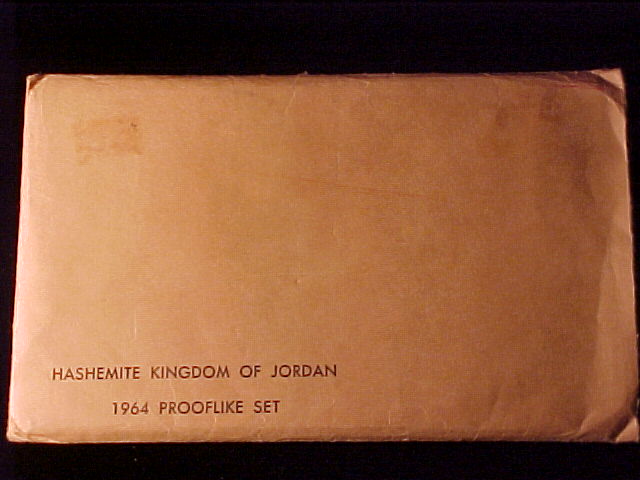 HASHEMITE KINGDOM OF JORDAN
1964 PROOFLIKE SET